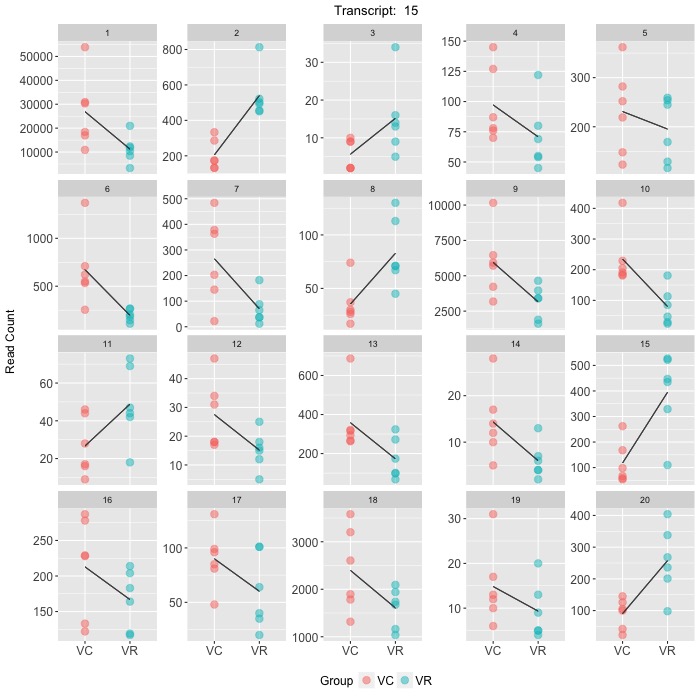 Transcript: 15
1 2 3 4 5
50000 40000 30000 20000 10000
800 600 400 200
30 20 10
150 125 100 75 50
300 200
6 7 8 9 10
1000 500
500 400 300 200 100 0
100 50
10000 7500 5000 2500
400 300 200 100
Read Count
11 12 13 14 15
60 40 20
40 30 20 10
600 400 200
20 10
500 400 300 200 100
16 17 18 19 20
250 200 150
100 50
3000 2000 1000
30 20 10
400 300 200 100
VC VR VC VR VC VR VC VR VC VR
Group VC VR